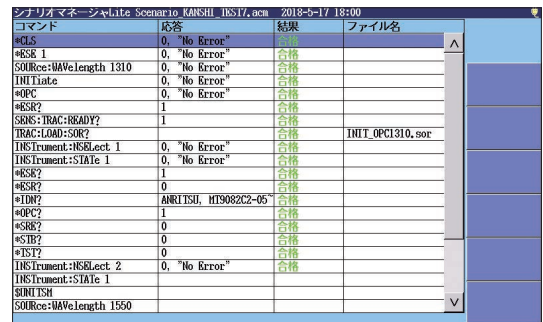 シナリオマネージャLite Scenario_KANSHI_TEST7.acm 2018-5-17 18:00
コマンド 応答 結果 ファイル名
*CLS 0, "No Error" 合格
*ESE 1 0, "No Error" 合格
SOURce:WAVelength 1310 0, "No Error" 合格
INITiate 0, "No Error" 合格
*OPC 0, "No Error" 合格
*ESR? 1 合格
SENS:TRAC:READY? 1 合格
TRAC:LOAD:SOR? 合格 INIT_OPC1310.sor
INSTrument:NSELect 1 0, "No Error" 合格
INSTrument:STATe 1 0, "No Error" 合格
*ESE? 1 合格
*ESR? 0 合格
*IDN? ANRITSU, MT9082C2-05~ 合格
*OPC? 1 合格
*SRE? 0 合格
*STB? 0 合格
*TST? 0 合格
INSTrument:NSELect 2 0, "No Error" 合格
INSTrument:STATe 1
$UNITSM
SOURce:WAVelength 1550